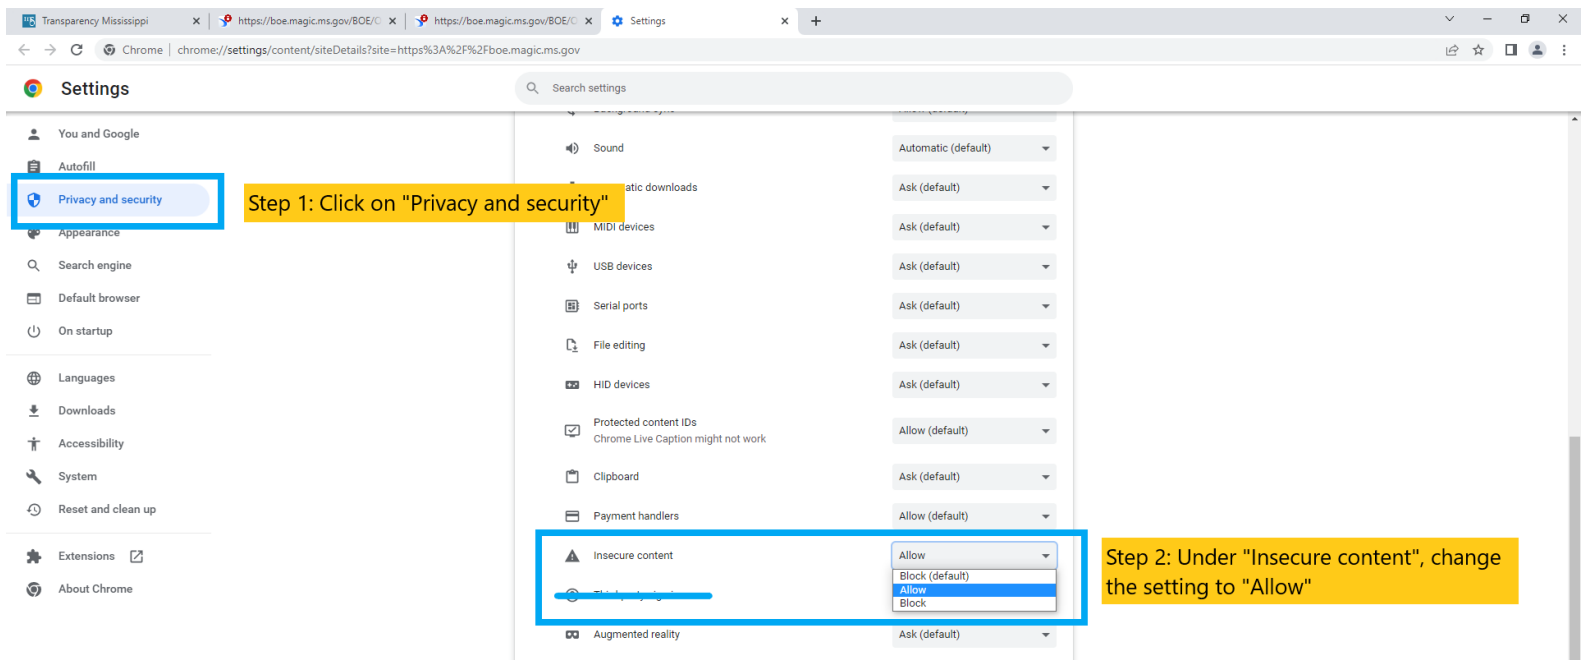 Transparency Mississippi
https://boe.magic.ms.gov/BOE/O
https://boe.magic.ms.gov/BOE/O
Settings
Chrome | chrome://settings/content/siteDetails?site=https%3A%2F%2Fboe.magic.ms.gov
Settings
Search settings
You and Google
Autofill
Privacy and security
Appearance
Search engine
Default browser
On startup
Languages
Downloads
Accessibility
System
Reset and clean up
Extensions
About Chrome
Step 1: Click on "Privacy and security"
Sound Automatic (default)
atic downloads Ask (default)
MIDI devices Ask (default)
USB devices Ask (default)
Serial ports Ask (default)
File editing Ask (default)
HID devices Ask (default)
Protected content IDs Allow (default)
Chrome Live Caption might not work
Clipboard Ask (default)
Payment handlers Allow (default)
Insecure content Allow
Block (default)
Allow
Block
Augmented reality Ask (default)
Step 2: Under "Insecure content", change
the setting to "Allow"